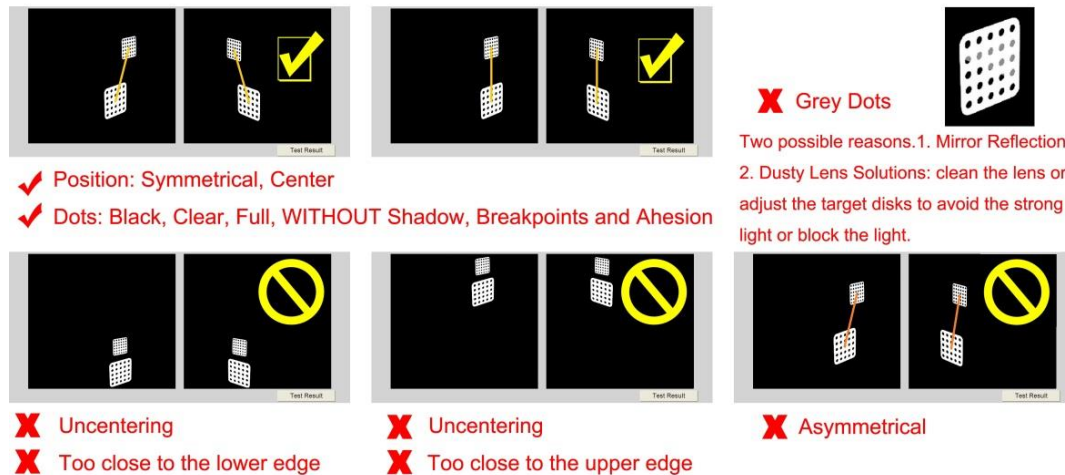 Test Result
Test Result
Position: Symmetrical, Center
Dots: Black, Clear, Full, WITHOUT Shadow, Breakpoints and Ahesion
Grey Dots
Two possible reasons.1. Mirror Reflection
2. Dusty Lens Solutions: clean the lens or
adjust the target disks to avoid the strong
light or block the light.
Test Result
Uncentering
Too close to the lower edge
Test Result
Uncentering
Too close to the upper edge
Test Result
Asymmetrical